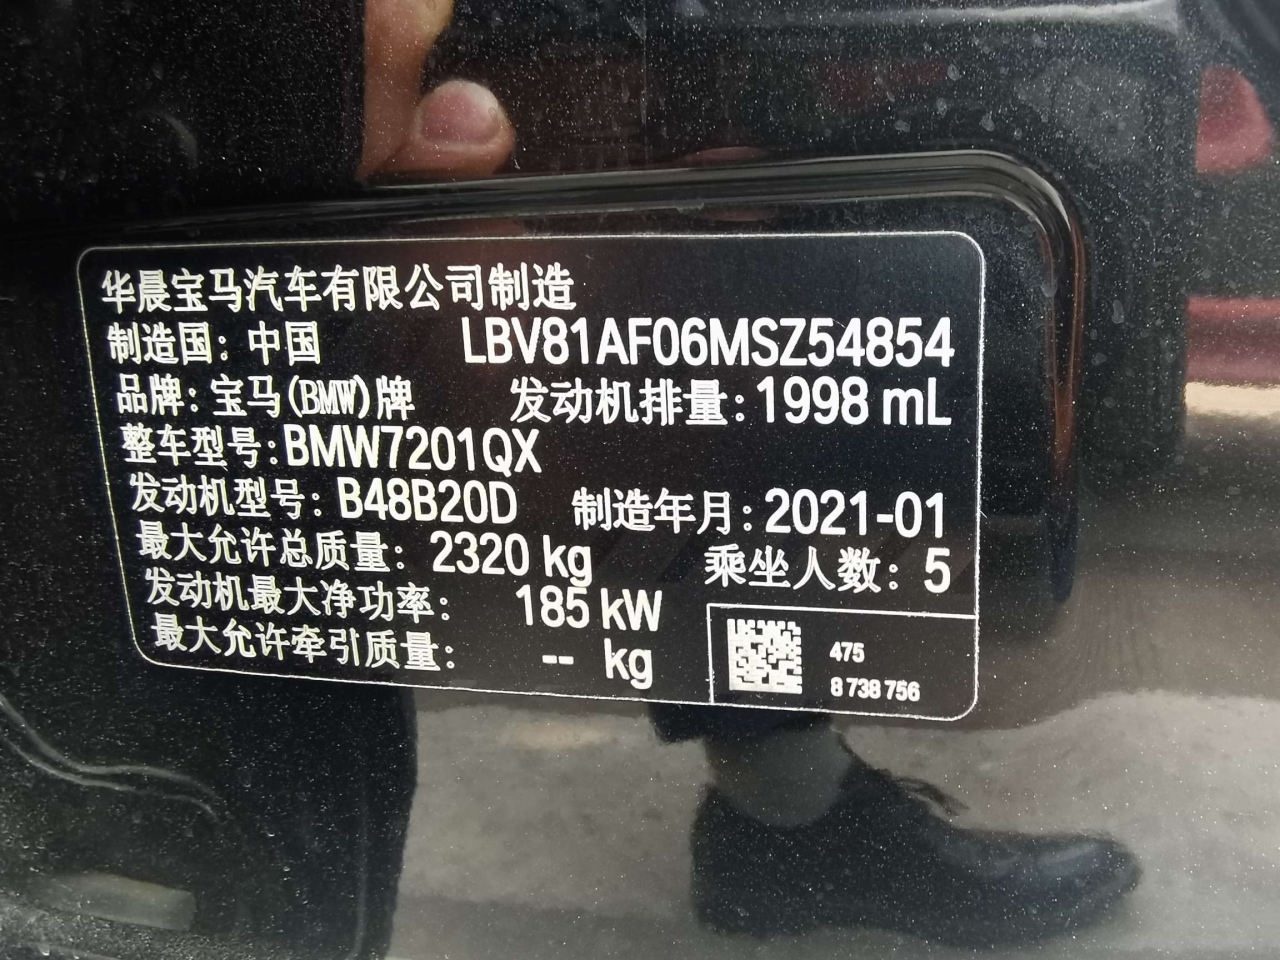 华晨宝马汽车有限公司制造
制造国：中国 LBV81AF06MSZ54854
品牌：宝马(BMW)牌 发动机排量：1998 mL
整车型号：BMW7201QX
发动机型号：B48B20D 制造年月：2021-01
最大允许总质量：2320 kg 乘坐人数：5
发动机最大净功率：185 kW
最大允许牵引质量：-- kg
475
8 738 756